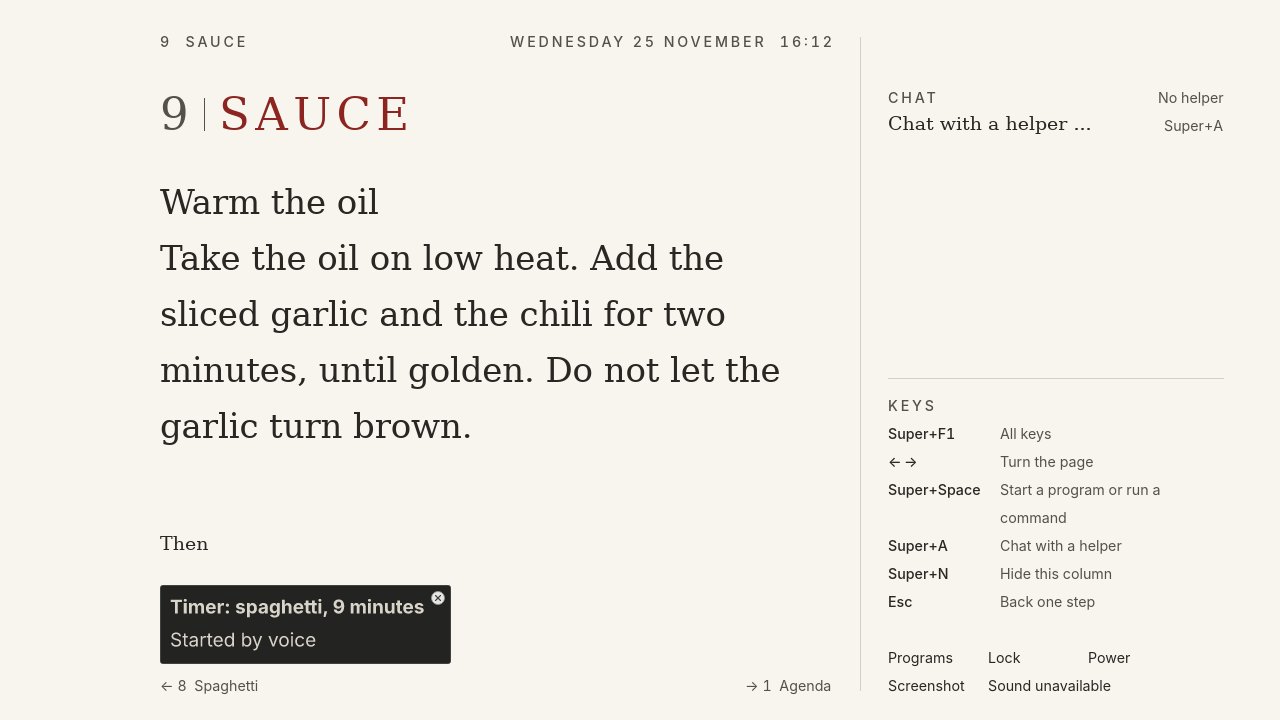 9 SAUCE
WEDNESDAY 25 NOVEMBER 16:12
9 SAUCE
Warm the oil
Take the oil on low heat. Add the
sliced garlic and the chili for two
minutes, until golden. Do not let the
garlic turn brown.
Then
Timer: spaghetti, 9 minutes
Started by voice
← 8 Spaghetti
→ 1 Agenda
CHAT
No helper
Chat with a helper ...
Super+A
KEYS
Super+F1 All keys
← → Turn the page
Super+Space Start a program or run a
command
Super+A Chat with a helper
Super+N Hide this column
Esc Back one step
Programs Lock Power
Screenshot Sound unavailable